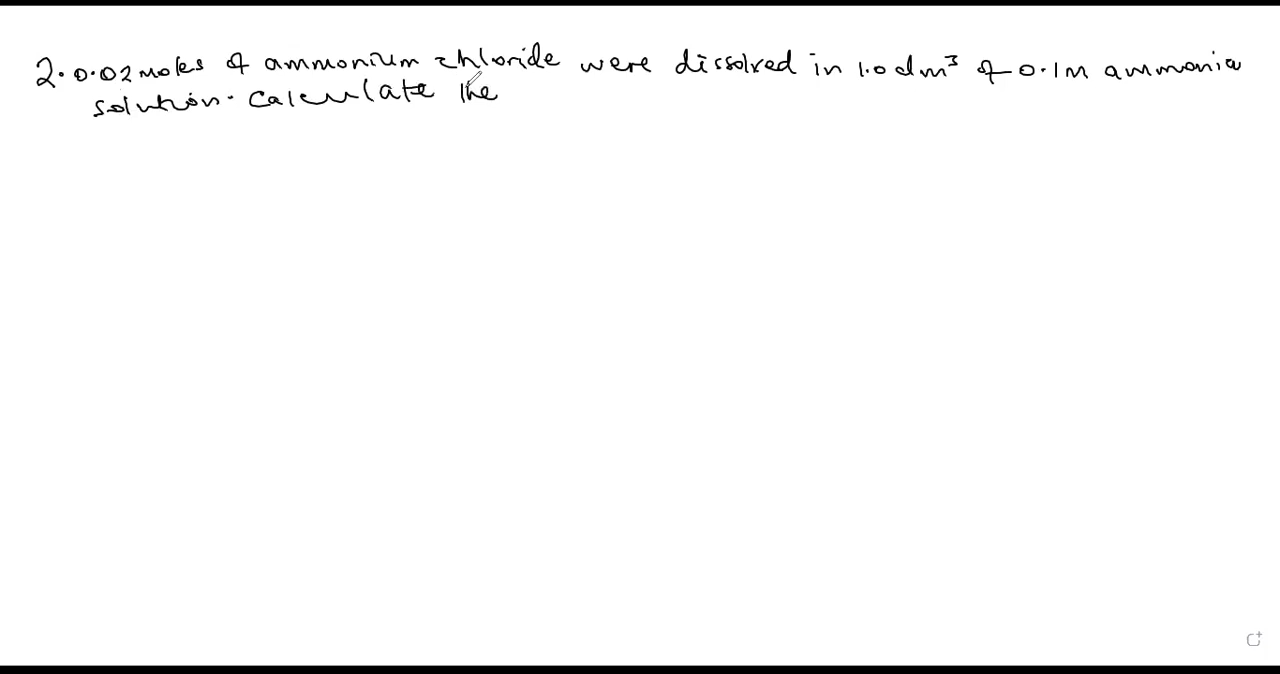 2. 0.02 moles of ammonium chloride were dissolved in 1.0 dm³ of 0.1M ammonia
solution. Calculate the